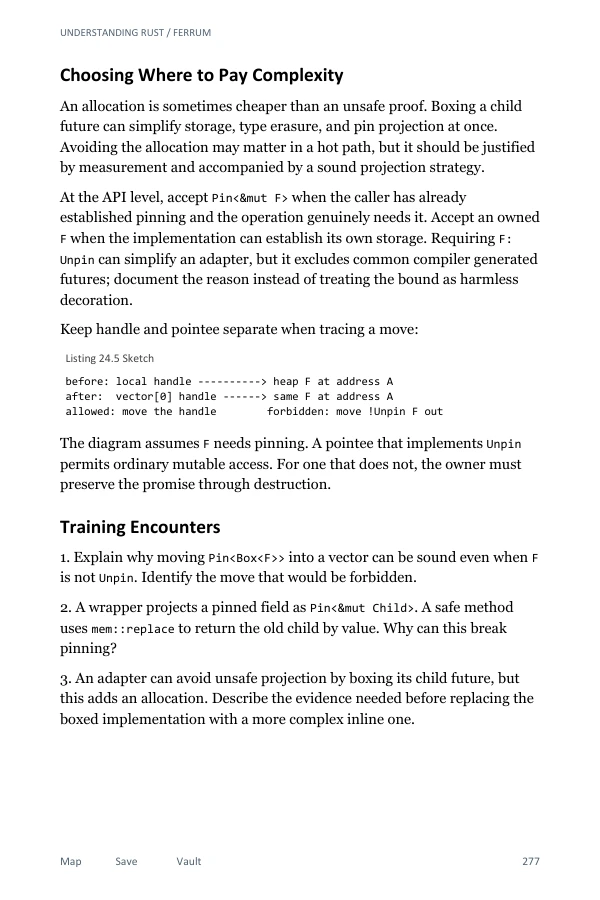 UNDERSTANDING RUST / FERRUM
Choosing Where to Pay Complexity
An allocation is sometimes cheaper than an unsafe proof. Boxing a child
future can simplify storage, type erasure, and pin projection at once.
Avoiding the allocation may matter in a hot path, but it should be justified
by measurement and accompanied by a sound projection strategy.
At the API level, accept Pin<&mut F> when the caller has already
established pinning and the operation genuinely needs it. Accept an owned
F when the implementation can establish its own storage. Requiring F:
Unpin can simplify an adapter, but it excludes common compiler generated
futures; document the reason instead of treating the bound as harmless
decoration.
Keep handle and pointee separate when tracing a move:
Listing 24.5 Sketch
before: local handle ----------> heap F at address A
after:  vector[0] handle ------> same F at address A
allowed: move the handle        forbidden: move !Unpin F out
The diagram assumes F needs pinning. A pointee that implements Unpin
permits ordinary mutable access. For one that does not, the owner must
preserve the promise through destruction.
Training Encounters
1. Explain why moving Pin<Box<F>> into a vector can be sound even when F
is not Unpin. Identify the move that would be forbidden.
2. A wrapper projects a pinned field as Pin<&mut Child>. A safe method
uses mem::replace to return the old child by value. Why can this break
pinning?
3. An adapter can avoid unsafe projection by boxing its child future, but
this adds an allocation. Describe the evidence needed before replacing the
boxed implementation with a more complex inline one.
Map Save Vault 277